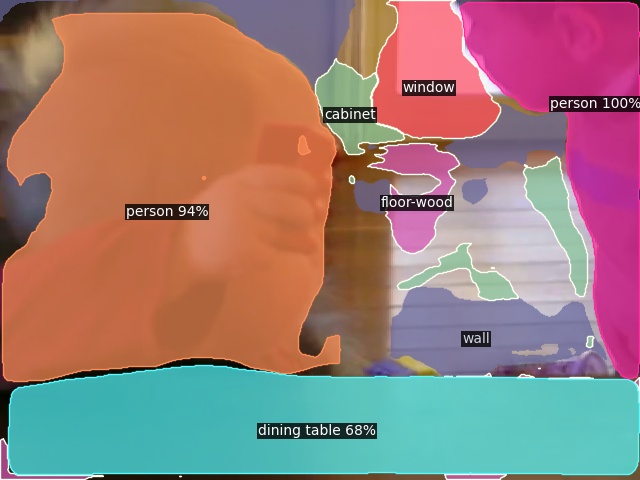 window
person 100%
cabinet
floor-wood
person 94%
wall
dining table 68%